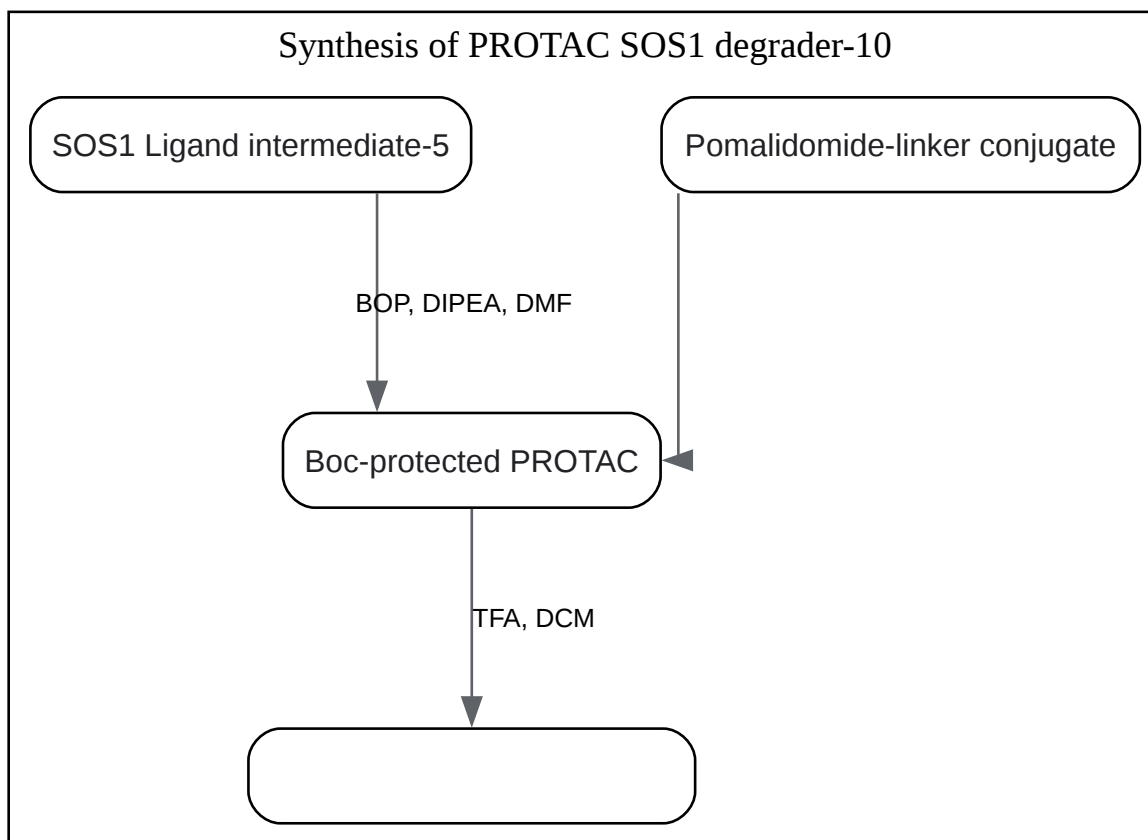 Synthesis of PROTAC SOS1 degrader-10
SOS1 Ligand intermediate-5
Pomalidomide-linker conjugate
BOP, DIPEA, DMF
Boc-protected PROTAC
TFA, DCM